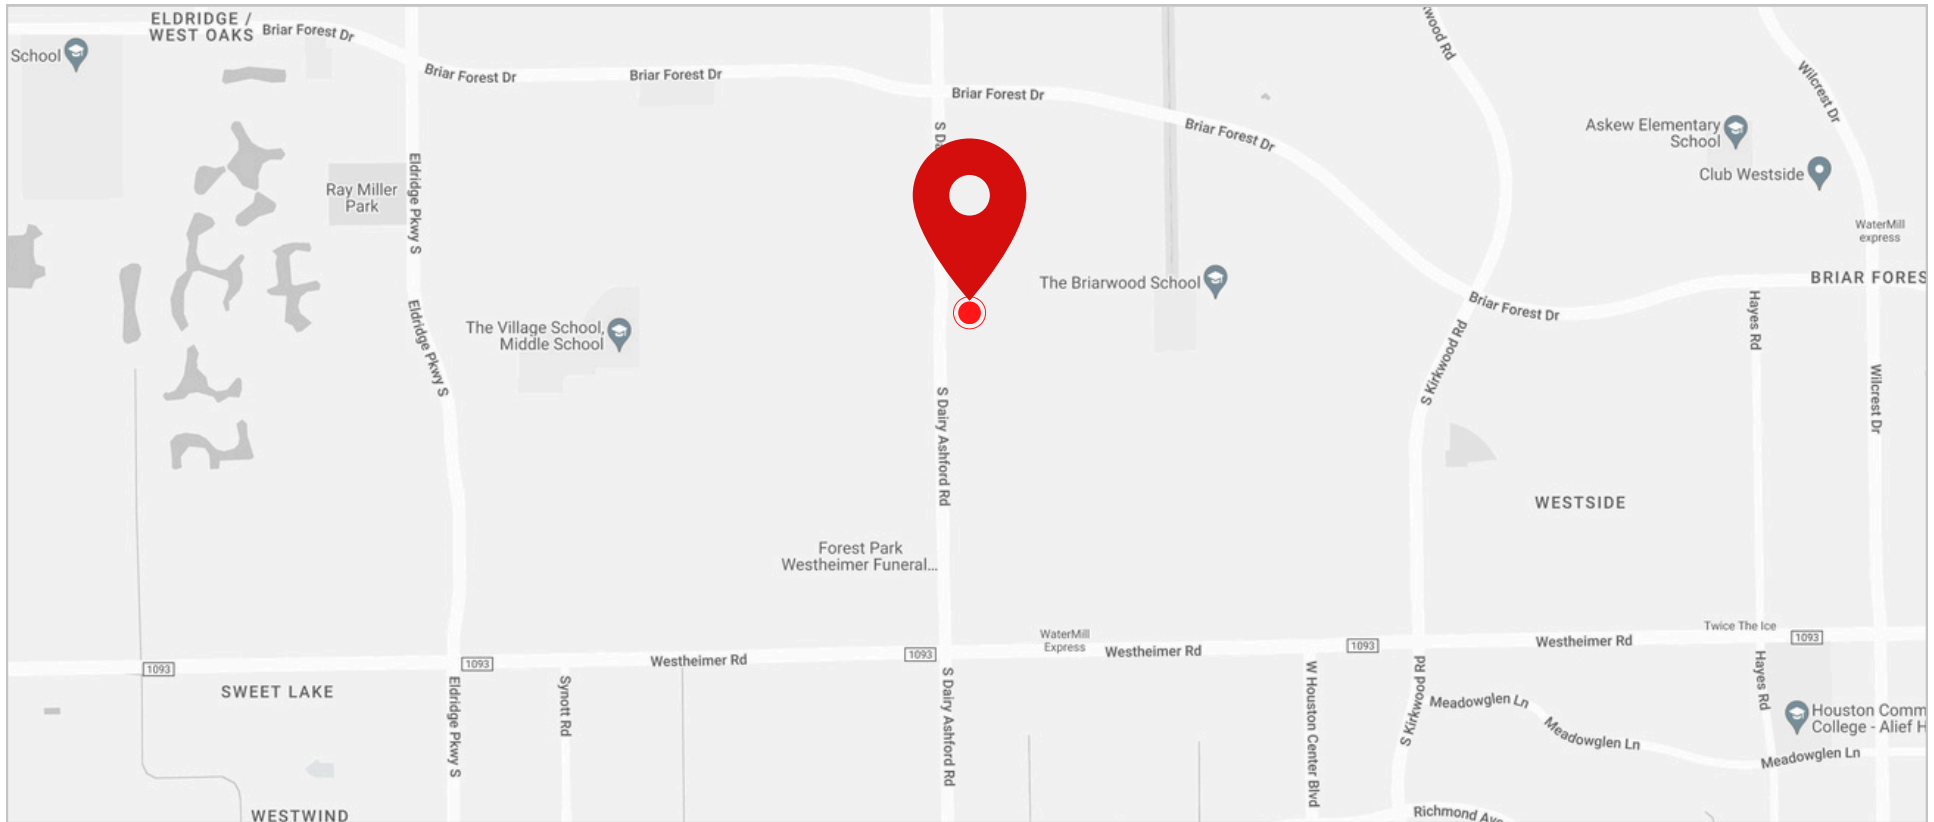 ELDRIDGE /
WEST OAKS
Briar Forest Dr
School
Briar Forest Dr
Briar Forest Dr
Briar Forest Dr
Briar Forest Dr
wood Rd
Wilcrest Dr
Askew Elementary
School
Club Westside
WaterMill
express
S Da
Eldridge Pkwy S
Ray Miller
Park
The Briarwood School
BRIAR FORES
Briar Forest Dr
Hayes Rd
Eldridge Pkwy S
The Village School,
Middle School
S Kirkwood Rd
Wilcrest Dr
S Dairy Ashford Rd
WESTSIDE
Forest Park
Westheimer Funeral...
WaterMill
Express
Twice The Ice
1093
1093
1093
1093
1093
Westheimer Rd
Westheimer Rd
Westheimer Rd
SWEET LAKE
Eldridge Pkwy S
Synott Rd
S Dairy Ashford Rd
W Houston Center Blvd
S Kirkwood Rd
Meadowglen Ln
Meadowglen Ln
Meadowglen Ln
Hayes Rd
Houston Comm
College - Alief H
WESTWIND
Richmond Ave